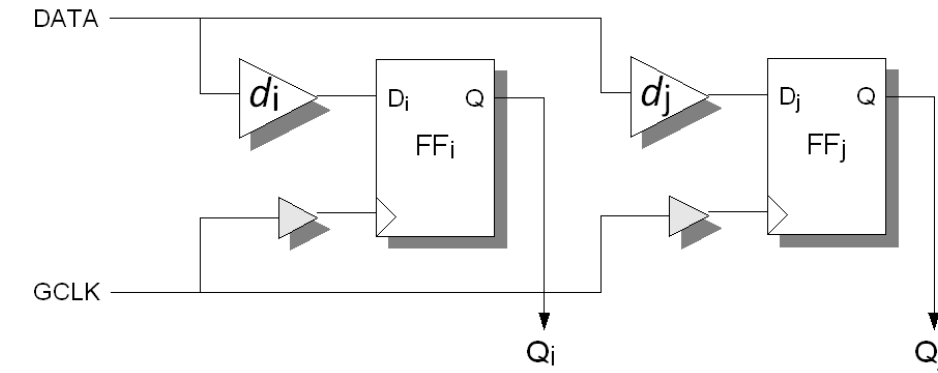 DATA
di
dj
Di Q
Dj Q
FFi
FFj
GCLK
Qi
Q